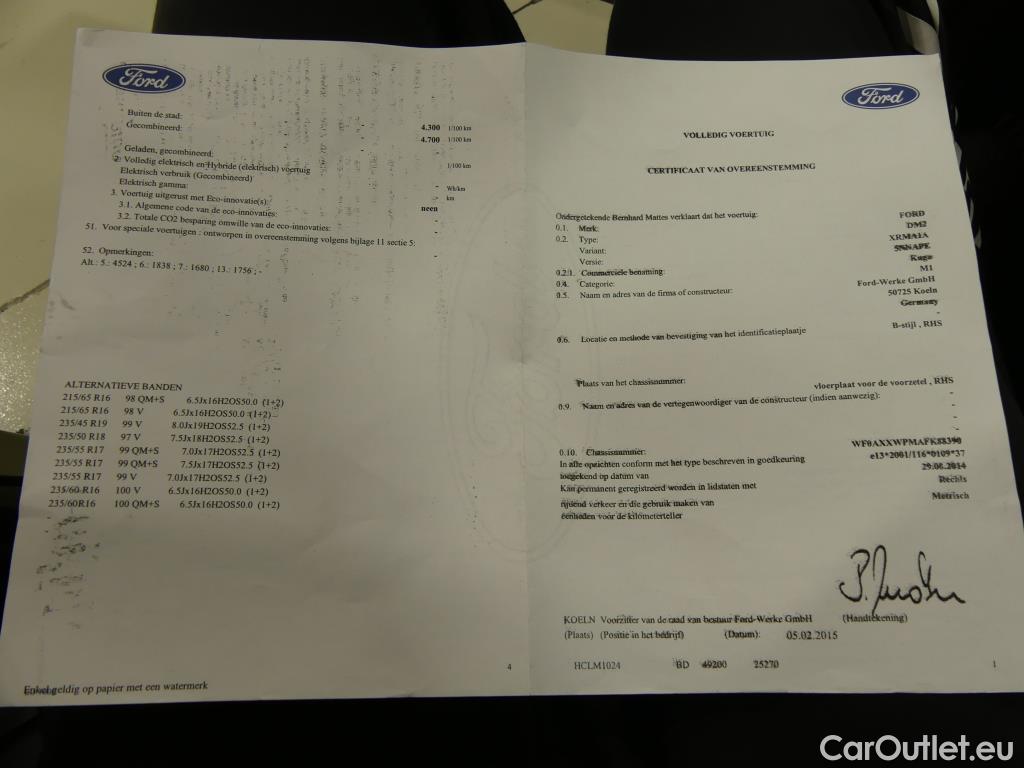 Ford
Buiten de stad: 4.300 l/100 km
Gecombineerd: 4.700 l/100 km
Geladen, gecombineerd: - l/100 km
2. Volledig elektrisch en Hybride (elektrisch) voertuig
Elektrisch verbruik (Gecombineerd) - Wh/km
Elektrisch gamma: - km
3. Voertuig uitgerust met Eco-innovatie(s): neen
3.1. Algemene code van de eco-innovaties: -
3.2. Totale CO2 besparing omwille van de eco-innovaties: -
51. Voor speciale voertuigen : ontworpen in overeenstemming volgens bijlage 11 sectie 5: -
52. Opmerkingen:
Alt.: 5.: 4524 ; 6.: 1838 ; 7.: 1680 ; 13.: 1756 ; -
ALTERNATIEVE BANDEN
215/65 R16 98 QM+S 6.5Jx16H2OS50.0 (1+2)
215/65 R16 98 V 6.5Jx16H2OS50.0 (1+2)
235/45 R19 99 V 8.0Jx19H2OS52.5 (1+2)
235/50 R18 97 V 7.5Jx18H2OS52.5 (1+2)
235/55 R17 99 QM+S 7.0Jx17H2OS52.5 (1+2)
235/55 R17 99 QM+S 7.5Jx17H2OS52.5 (1+2)
235/55 R17 99 V 7.0Jx17H2OS52.5 (1+2)
235/60 R16 100 V 6.5Jx16H2OS50.0 (1+2)
235/60R16 100 QM+S 6.5Jx16H2OS50.0 (1+2)
4
Enkel geldig op papier met een watermerk
Ford
VOLLEDIG VOERTUIG
CERTIFICAAT VAN OVEREENSTEMMING
Ondergetekende Bernhard Mattes verklaart dat het voertuig:
0.1. Merk: FORD
0.2. Type: DM2
Variant: XRMA1A
Versie: 5SNAPE
0.2.1. Commerciele benaming: Kuga
0.4. Categorie: M1
0.5. Naam en adres van de firma of constructeur: Ford-Werke GmbH
50725 Koeln
Germany
-
0.6. Locatie en methode van bevestiging van het identificatieplaatje B-stijl , RHS
Plaats van het chassisnummer: vloerplaat voor de voorzetel , RHS
0.9. Naam en adres van de vertegenwoordiger van de constructeur (indien aanwezig): -
-
-
0.10. Chassisnummer: WF0AXXWPMAFK88390
In alle opzichten conform met het type beschreven in goedkeuring e13*2001/116*0109*37
toegekend op datum van 29.08.2014
Kan permanent geregistreerd worden in lidstaten met Rechts
rijdend verkeer en die gebruik maken van Metrisch
eenheden voor de kilometerteller
KOELN Voorzitter van de raad van bestuur Ford-Werke GmbH (Handtekening)
(Plaats) (Positie in het bedrijf) (Datum): 05.02.2015
HCLM1024 BD 49200 25270 1
CarOutlet.eu